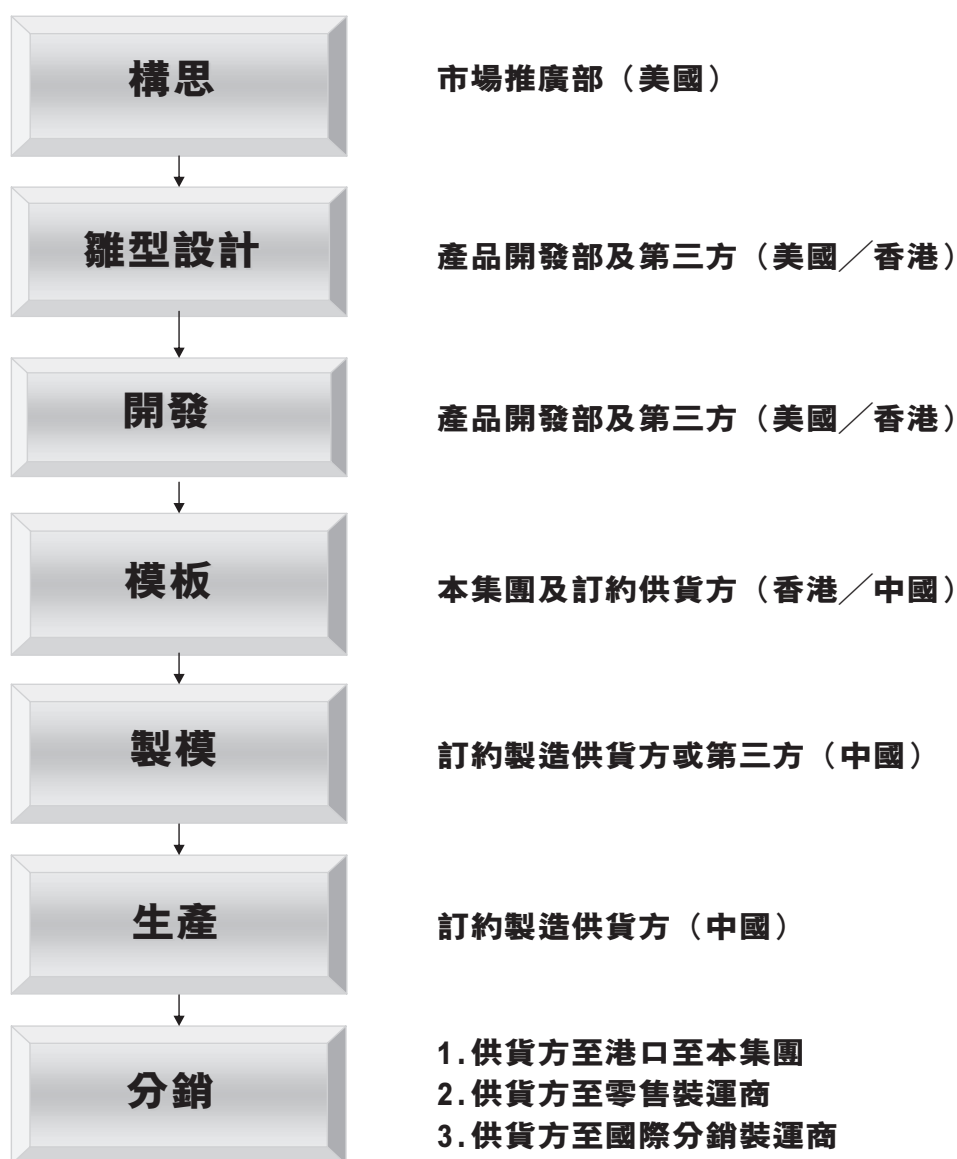 構思
市場推廣部（美國）
雛型設計
產品開發部及第三方（美國╱香港）
開發
產品開發部及第三方（美國╱香港）
模板
本集團及訂約供貨方（香港╱中國）
製模
訂約製造供貨方或第三方（中國）
生產
訂約製造供貨方（中國）
分銷
1.供貨方至港口至本集團
2.供貨方至零售裝運商
3.供貨方至國際分銷裝運商